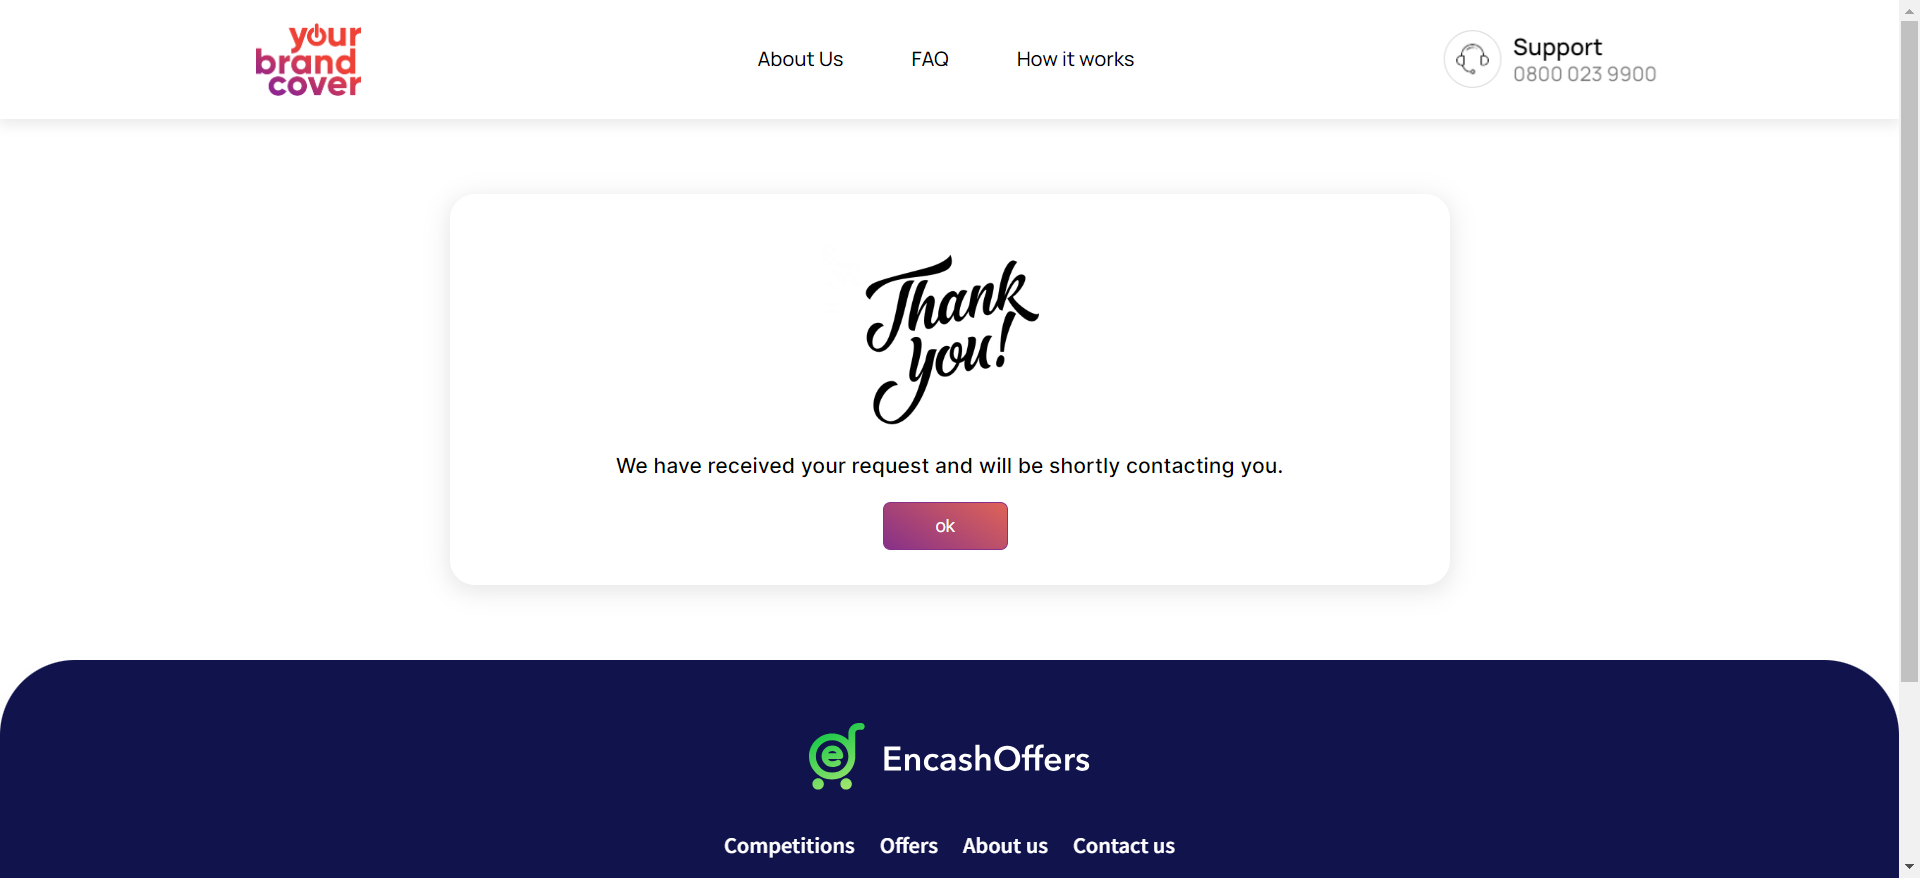 your
brand
cover
About Us
FAQ
How it works
Support
0800 023 9900
Thank
you!
We have received your request and will be shortly contacting you.
ok
e
EncashOffers
Competitions
Offers
About us
Contact us